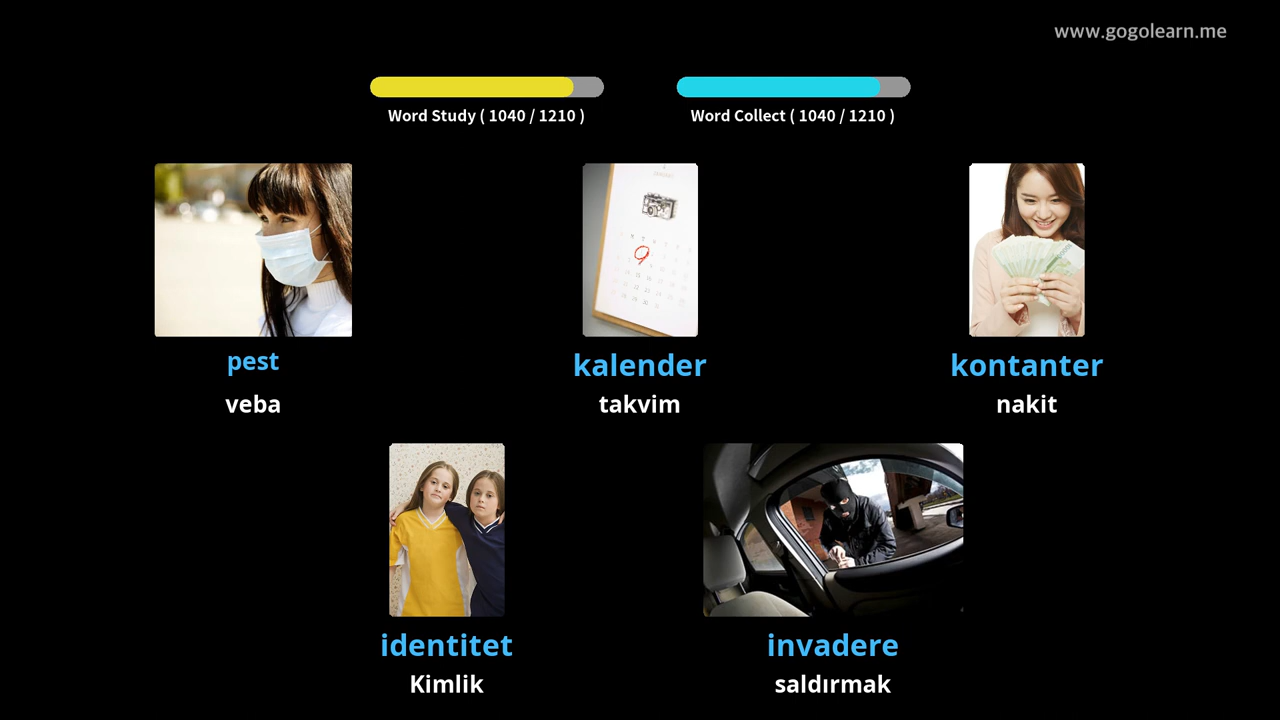 www.gogolearn.me
Word Study ( 1040 / 1210 )
Word Collect ( 1040 / 1210 )
pest
kalender
kontanter
veba
takvim
nakit
9
identitet
invadere
Kimlik
saldırmak